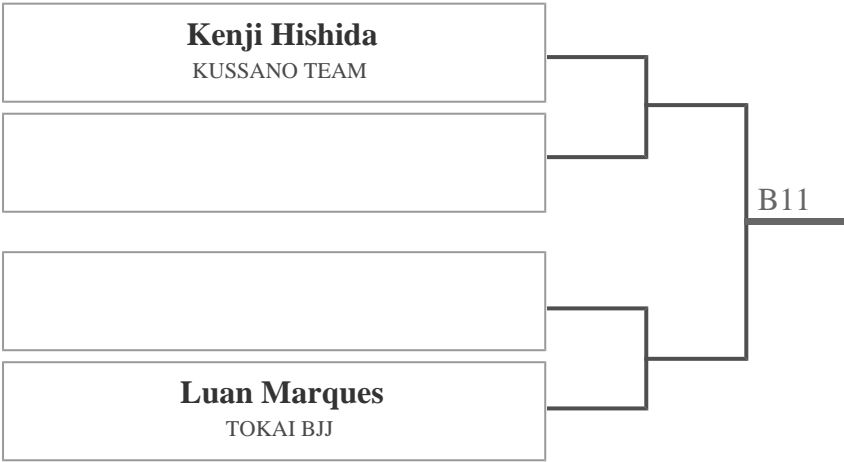 Kenji Hishida
KUSSANO TEAM
B11
Luan Marques
TOKAI BJJ